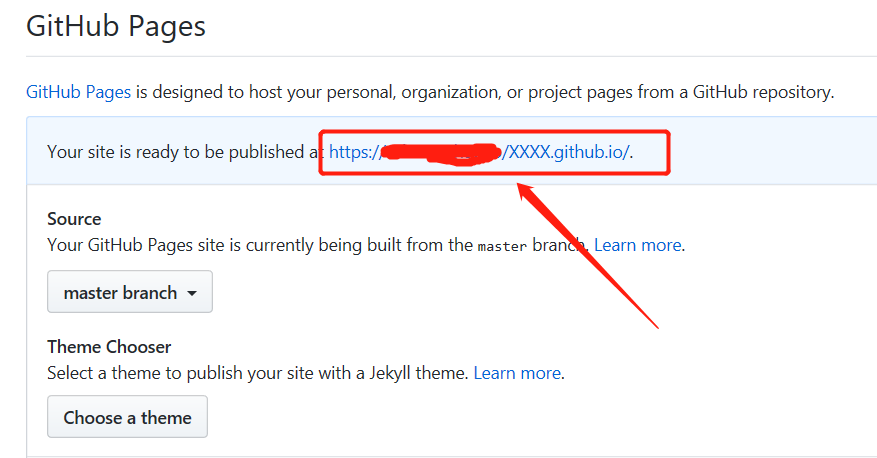 GitHub Pages
GitHub Pages is designed to host your personal, organization, or project pages from a GitHub repository.
Your site is ready to be published at https:/ /XXXX.github.io/.
Source
Your GitHub Pages site is currently being built from the master branch. Learn more.
master branch
Theme Chooser
Select a theme to publish your site with a Jekyll theme. Learn more.
Choose a theme